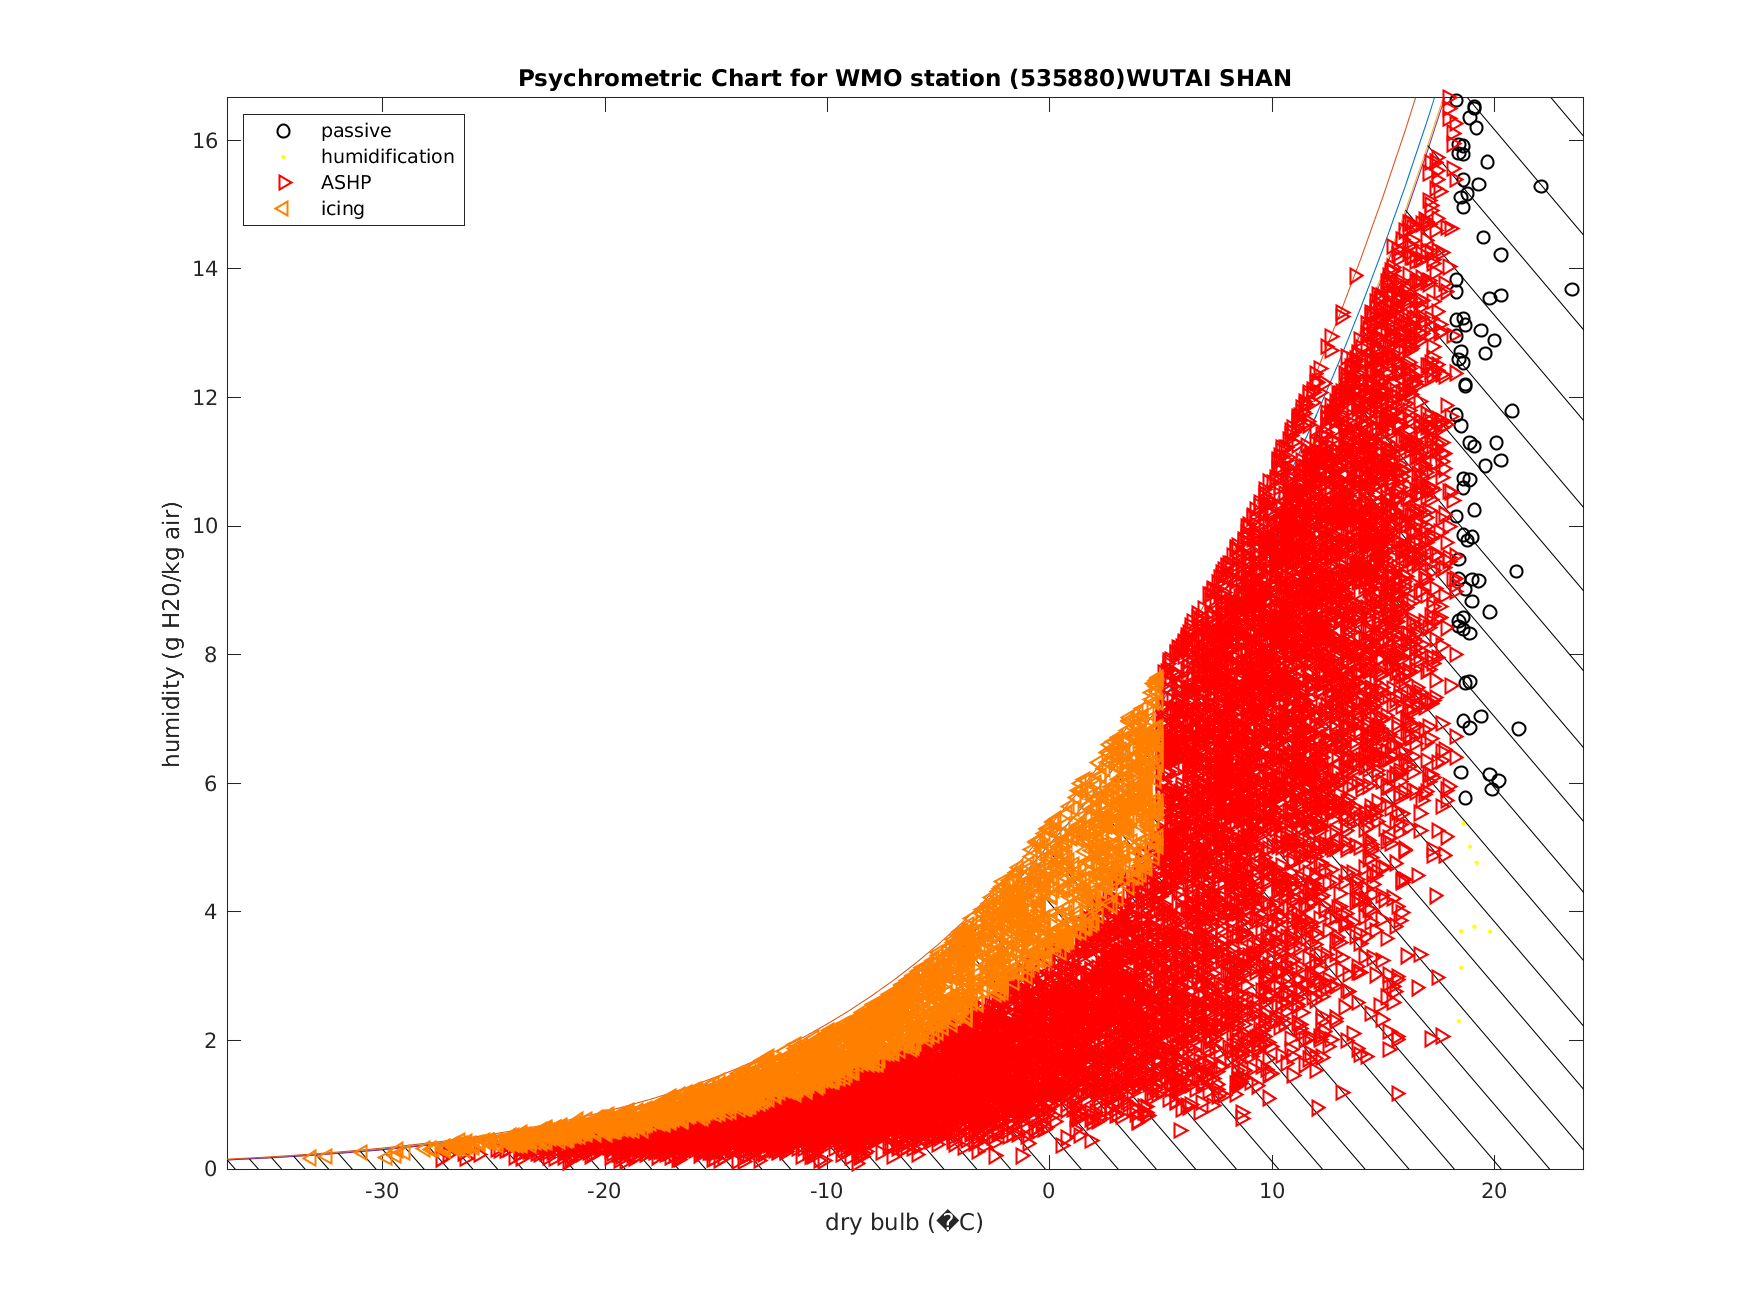 Psychrometric Chart for WMO station (535880)WUTAI SHAN
passive
humidification
ASHP
icing
16
14
12
10
8
6
4
2
0
humidity (g H20/kg air)
-30
-20
-10
0
10
20
dry bulb (�C)